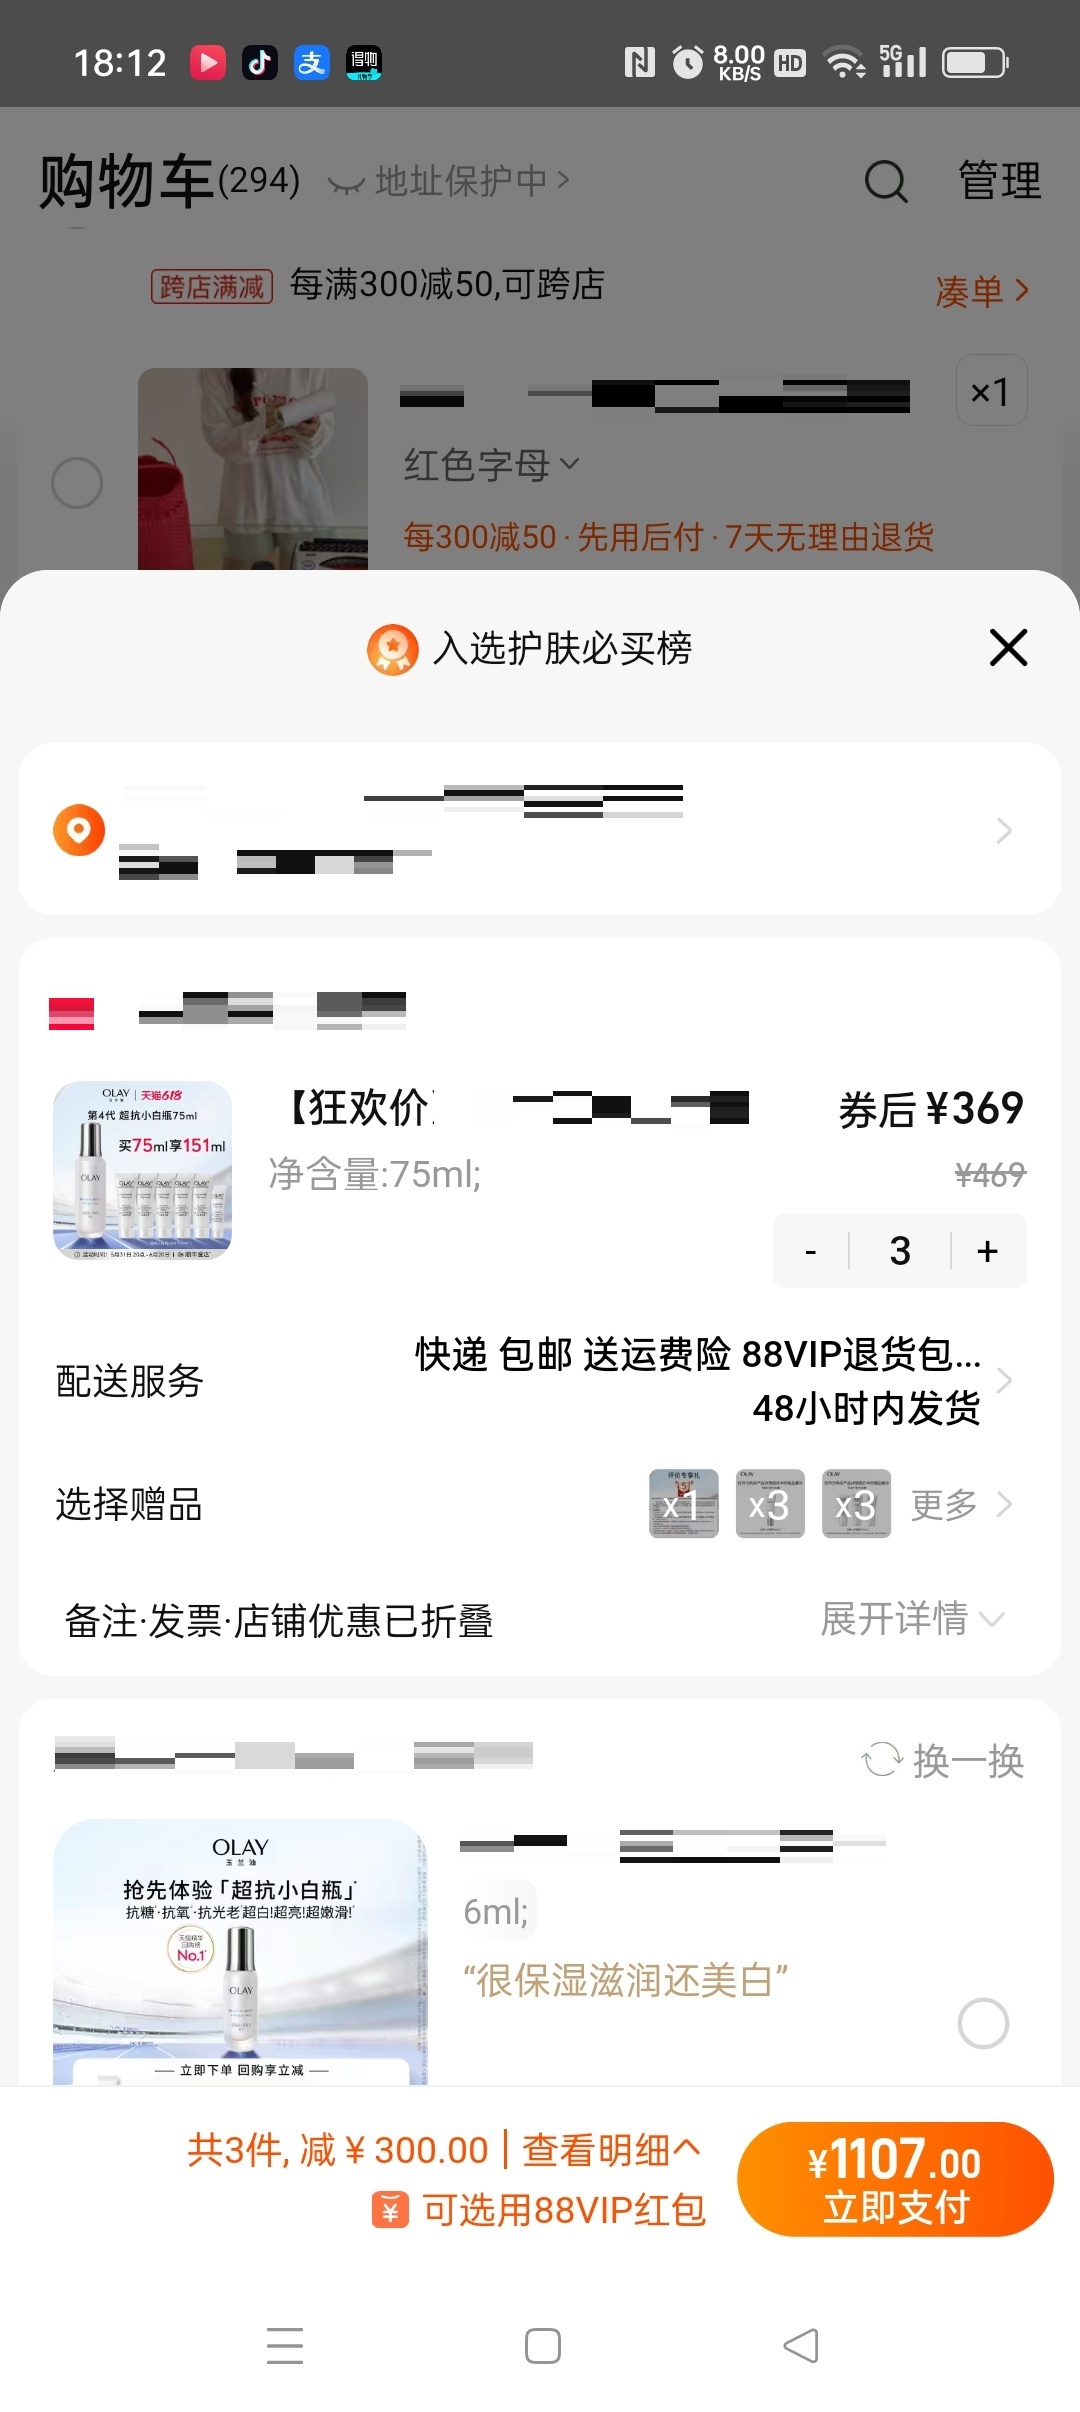 18:12
得物
8.00
KB/S
HD
5G
购物车(294)
地址保护中
管理
跨店满减 每满300减50,可跨店
凑单
×1
红色字母
每300减50 · 先用后付 · 7天无理由退货
入选护肤必买榜
OLAY | 天猫618
第4代 超抗小白瓶75ml
买75ml享151ml
OLAY
【狂欢价
券后 ¥369
净含量:75ml;
¥469
- 3 +
配送服务
快递 包邮 送运费险 88VIP退货包...
48小时内发货
选择赠品
评价专享礼
x1
x3
x3
更多
备注·发票·店铺优惠已折叠
展开详情
换一换
OLAY
玉兰油
抢先体验「超抗小白瓶」
抗糖·抗氧·抗光老 超白!超亮!超嫩滑!
No.1
OLAY
立即下单 回购享立减
6ml;
“很保湿滋润还美白”
共3件, 减 ¥ 300.00 | 查看明细
¥ 可选用88VIP红包
¥1107.00
立即支付